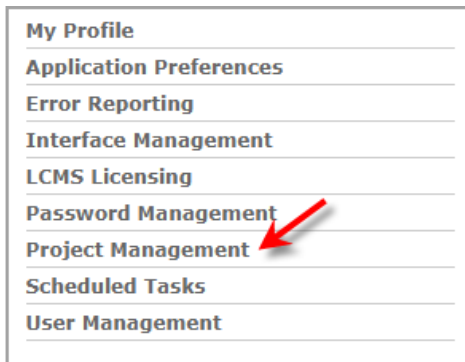 My Profile
Application Preferences
Error Reporting
Interface Management
LCMS Licensing
Password Management
Project Management
Scheduled Tasks
User Management